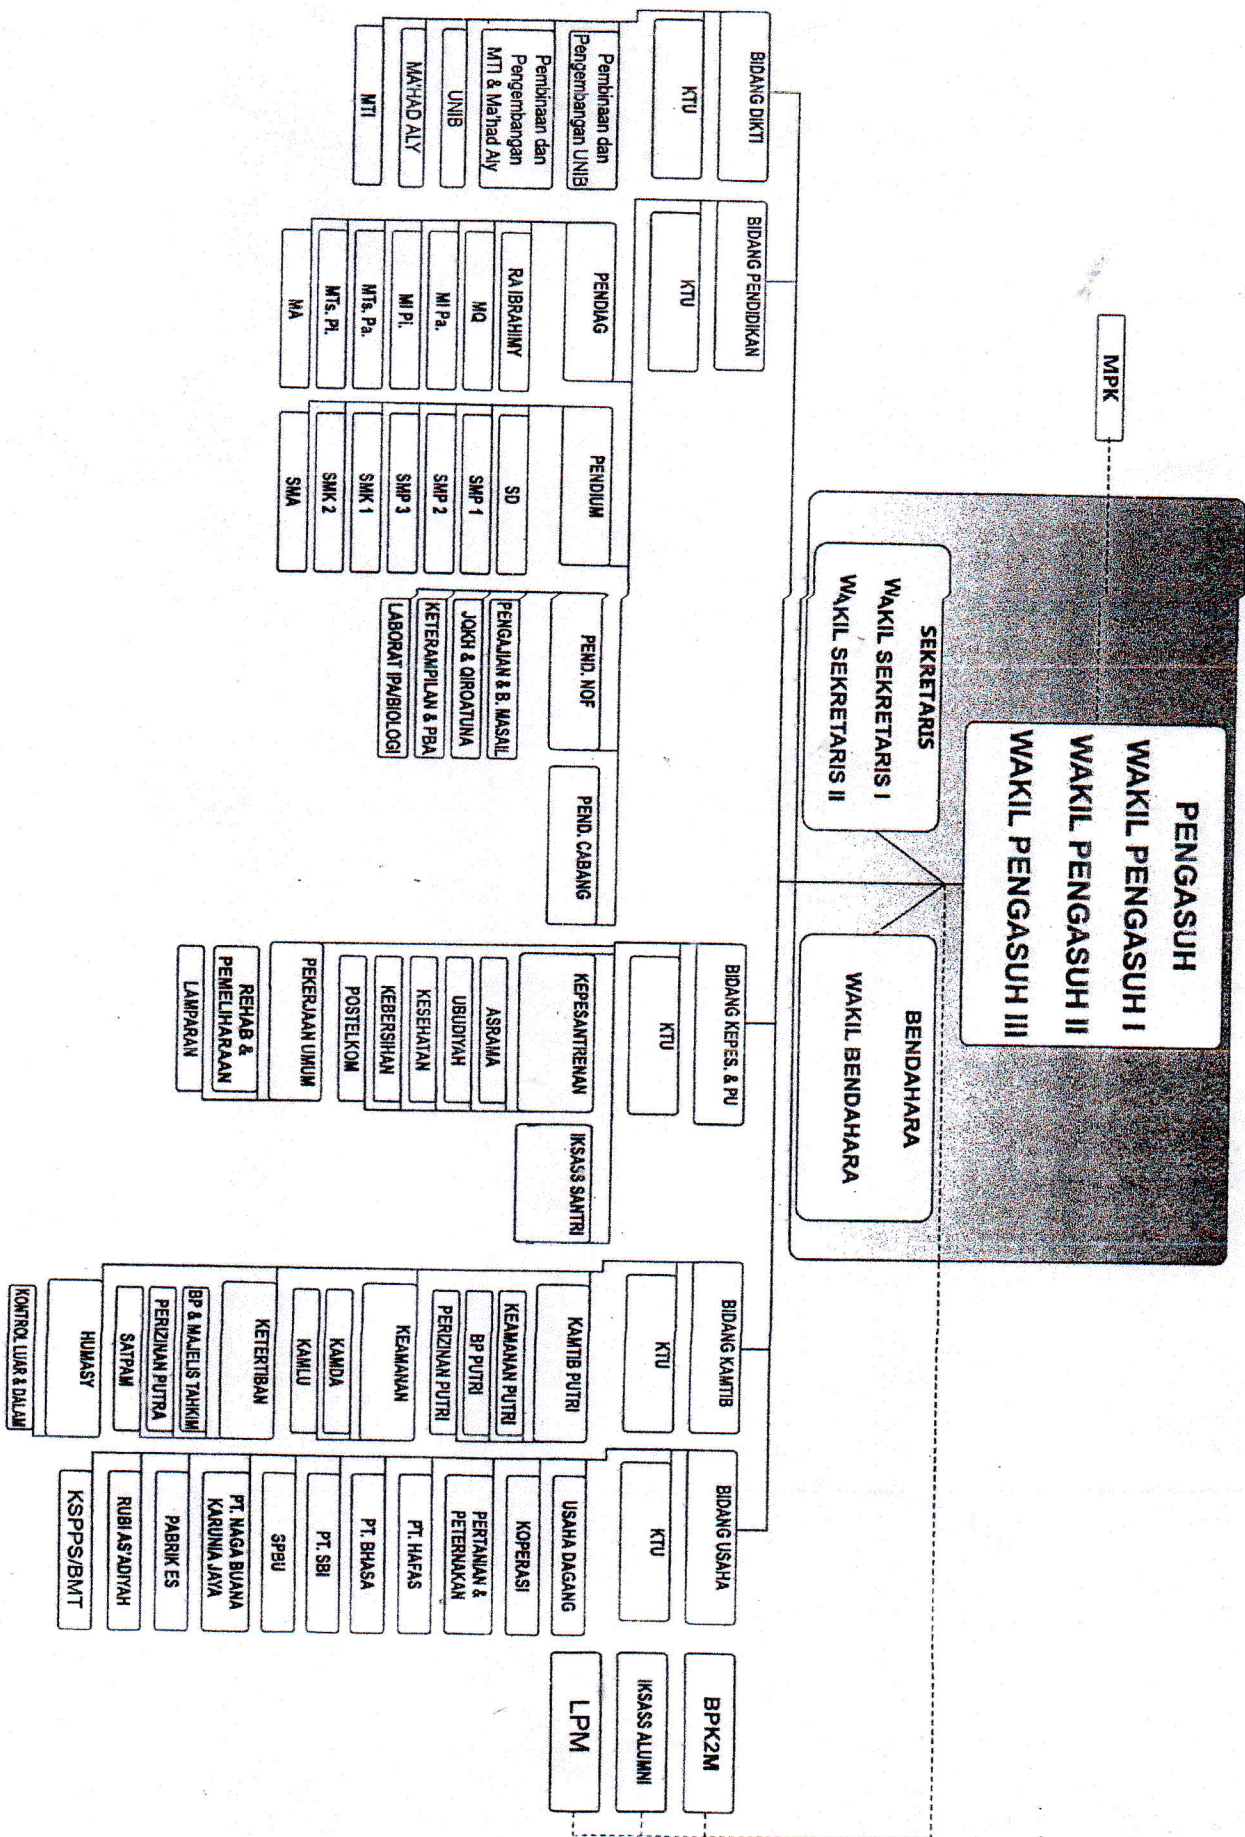 MPK
PENGASUH
WAKIL PENGASUH I
WAKIL PENGASUH II
WAKIL PENGASUH III
SEKRETARIS
WAKIL SEKRETARIS I
WAKIL SEKRETARIS II
BENDAHARA
WAKIL BENDAHARA
BIDANG DIKTI
KTU
Pembinaan dan
Pengembangan UNIB
Pembinaan dan
Pengembangan
MTI & Ma'had Aly
UNIB
MA'HAD ALY
MTI
BIDANG PENDIDIKAN
KTU
PENDIAG
RA IBRAHIMY
MQ
MI Pa.
MI Pi.
MTs. Pa.
MTs. Pi.
MA
PENDIUM
SD
SMP 1
SMP 2
SMP 3
SMK 1
SMK 2
SMA
PEND. NOF
PENGAJIAN & B. MASAIL
JQKH & QIROATUNA
KETERAMPILAN & PBA
LABORAT IPA/BIOLOGI
PEND. CABANG
BIDANG KEPES. & PU
KTU
KEPESANTRENAN
ASRAMA
UBUDIYAH
KESEHATAN
KEBERSIHAN
POSTELKOM
PEKERJAAN UMUM
REHAB &
PEMELIHARAAN
LAMPARAN
IKSASS SANTRI
BIDANG KAMTIB
KTU
KAMTIB PUTRI
KEAMANAN PUTRI
BP PUTRI
PERIZINAN PUTRI
KEAMANAN
KAMDA
KAMLU
KETERTIBAN
BP & MAJELIS TAHKIM
PERIZINAN PUTRA
SATPAM
HUMASY
KONTROL LUAR & DALAM
BIDANG USAHA
KTU
USAHA DAGANG
KOPERASI
PERTANIAN &
PETERNAKAN
PT. HAFAS
PT. BHASA
PT. SBI
SPBU
PT. NAGA BUANA
KARUNIA JAYA
PABRIK ES
RUBI AS'ADIYAH
KSPPS/BMT
BPK2M
IKSASS ALUMNI
LPM